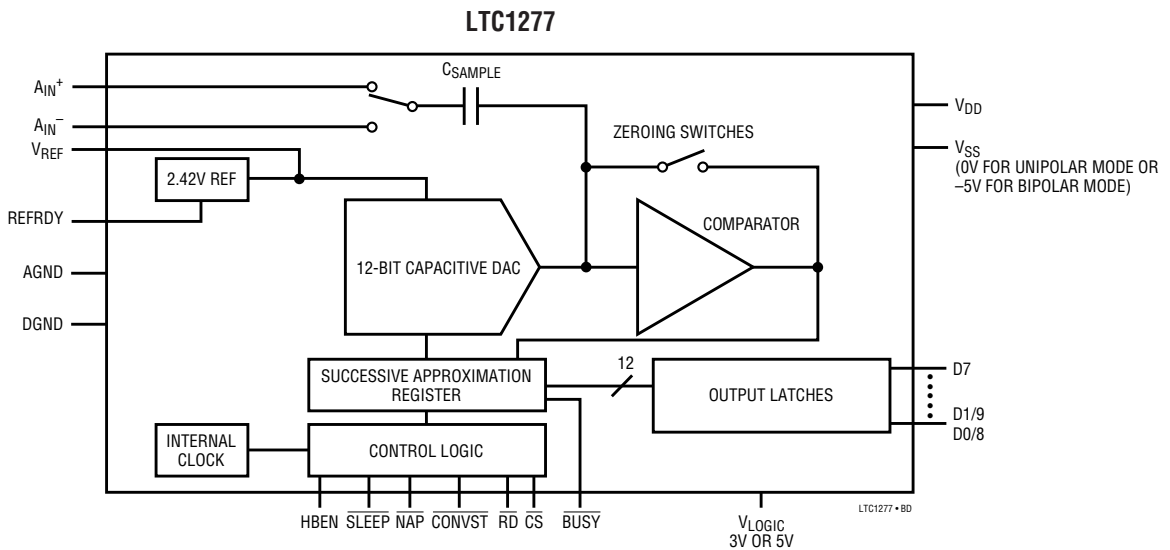 LTC1277
AIN+
AIN–
VREF
REFRDY
AGND
DGND
CSAMPLE
ZEROING SWITCHES
2.42V REF
12-BIT CAPACITIVE DAC
COMPARATOR
VDD
VSS
(0V FOR UNIPOLAR MODE OR
–5V FOR BIPOLAR MODE)
SUCCESSIVE APPROXIMATION
REGISTER
12
OUTPUT LATCHES
D7
D1/9
D0/8
INTERNAL
CLOCK
CONTROL LOGIC
HBEN
SLEEP
NAP
CONVST
RD
CS
BUSY
VLOGIC
3V OR 5V
LTC1277 • BD